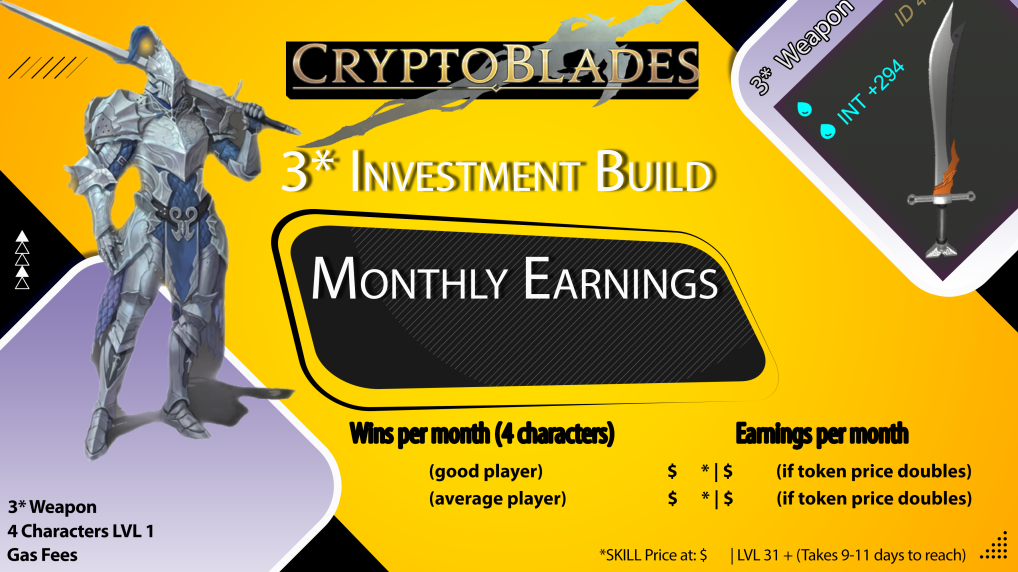 CRYPTOBLADES
3* INVESTMENT BUILD
MONTHLY EARNINGS
3* Weapon
ID 4
INT +294
Wins per month (4 characters)
Earnings per month
(good player) $ * | $ (if token price doubles)
(average player) $ * | $ (if token price doubles)
3* Weapon
4 Characters LVL 1
Gas Fees
*SKILL Price at: $ | LVL 31 + (Takes 9-11 days to reach)